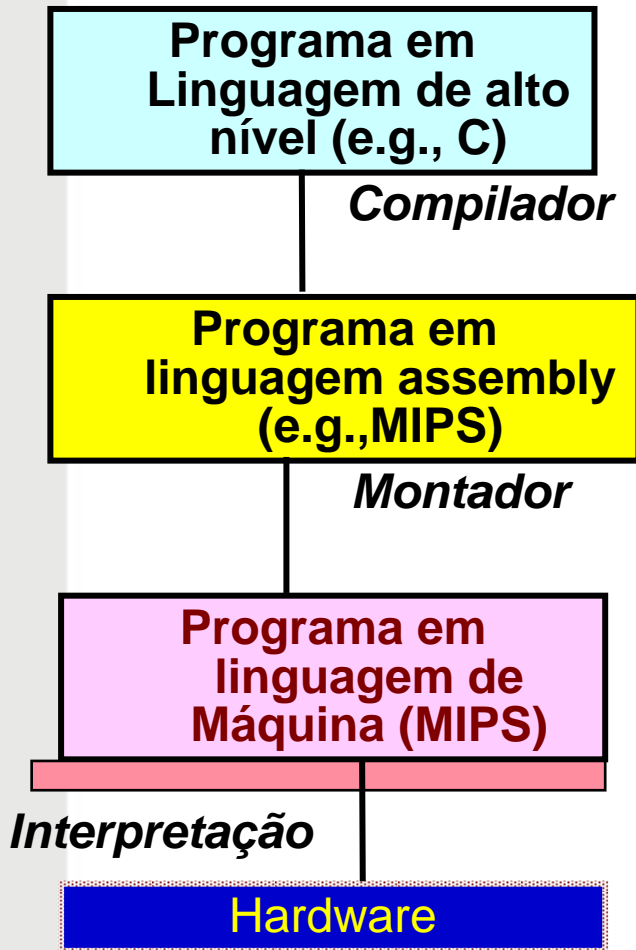 Programa em
Linguagem de alto
nível (e.g., C)
Compilador
Programa em
linguagem assembly
(e.g.,MIPS)
Montador
Programa em
linguagem de
Máquina (MIPS)
Interpretação
Hardware